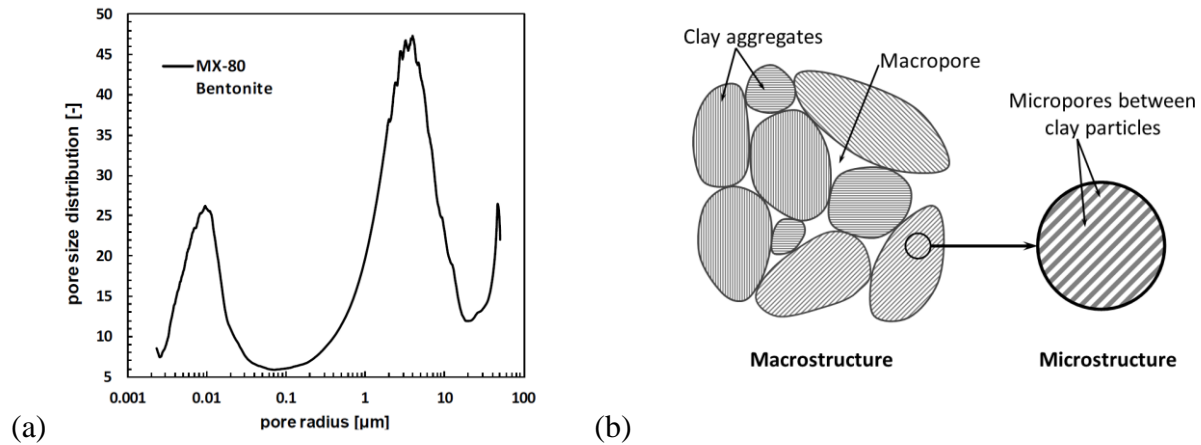 50
45
40
35
30
25
20
15
10
5
pore size distribution [-]
MX-80
Bentonite
0.001
0.01
0.1
1
10
100
pore radius [µm]
(a)
Clay aggregates
Macropore
Micropores between
clay particles
Macrostructure
Microstructure
(b)